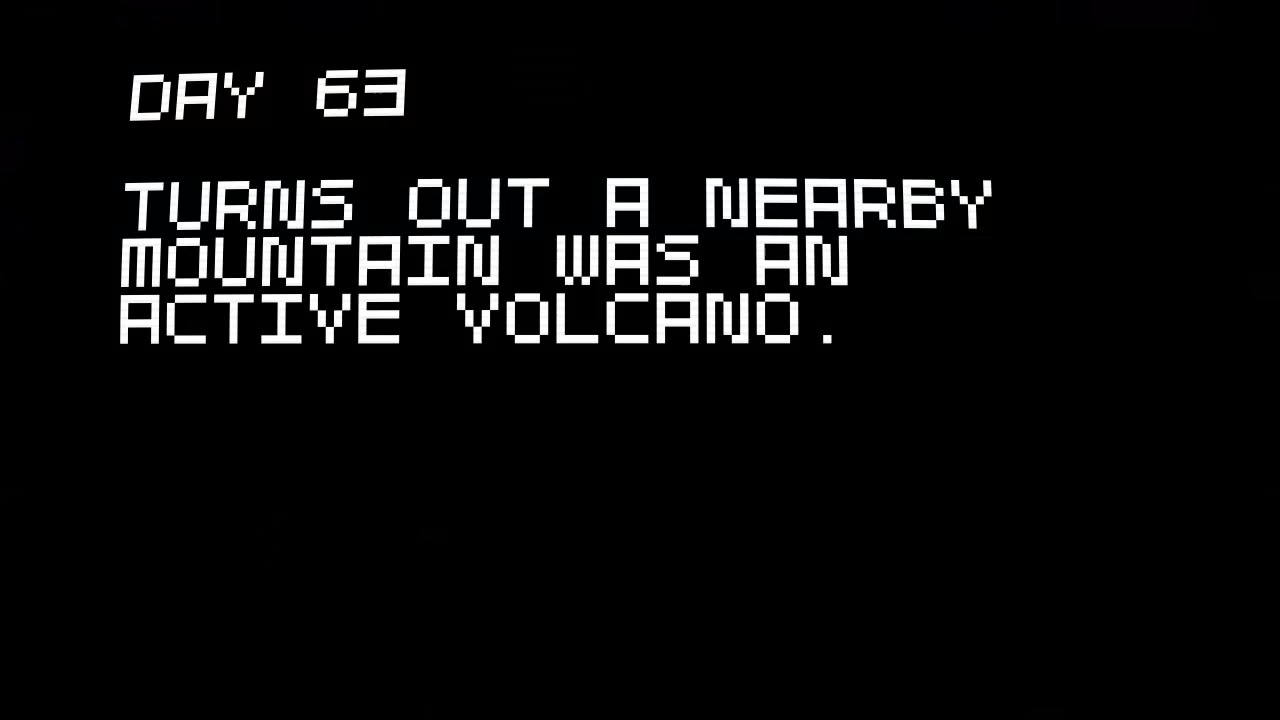 DAY 63
TURNS OUT A NEARBY
MOUNTAIN WAS AN
ACTIVE VOLCANO.